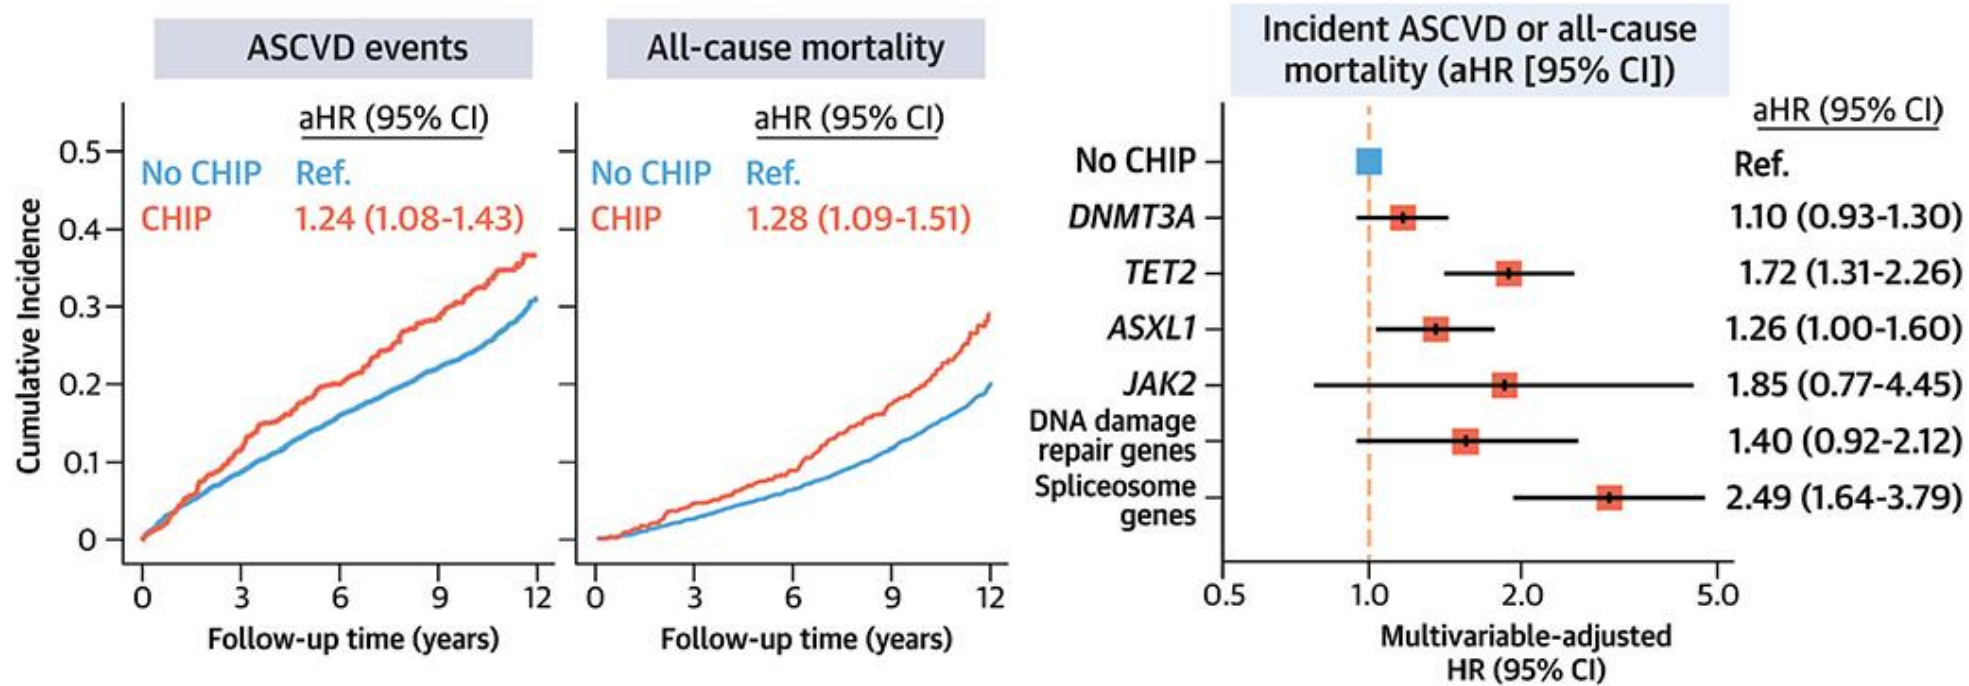 ASCVD events
aHR (95% CI)
No CHIP Ref.
CHIP 1.24 (1.08-1.43)
Cumulative Incidence
0.5
0.4
0.3
0.2
0.1
0
0 3 6 9 12
Follow-up time (years)
All-cause mortality
aHR (95% CI)
No CHIP Ref.
CHIP 1.28 (1.09-1.51)
0 3 6 9 12
Follow-up time (years)
Incident ASCVD or all-cause
mortality (aHR [95% CI])
aHR (95% CI)
No CHIP Ref.
DNMT3A 1.10 (0.93-1.30)
TET2 1.72 (1.31-2.26)
ASXL1 1.26 (1.00-1.60)
JAK2 1.85 (0.77-4.45)
DNA damage
repair genes 1.40 (0.92-2.12)
Spliceosome
genes 2.49 (1.64-3.79)
0.5 1.0 2.0 5.0
Multivariable-adjusted
HR (95% CI)